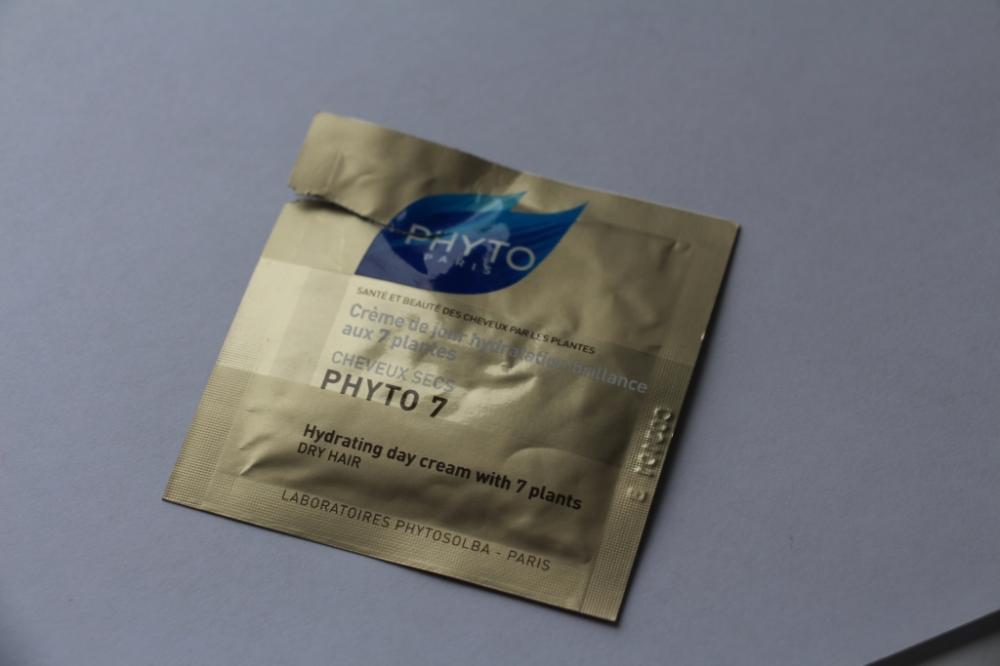 PHYTO
PARIS
SANTÉ ET BEAUTÉ DES CHEVEUX PAR LES PLANTES
Crème de jour hydratation brillance
aux 7 plantes
CHEVEUX SECS
PHYTO 7
Hydrating day cream with 7 plants
DRY HAIR
LABORATOIRES PHYTOSOLBA - PARIS